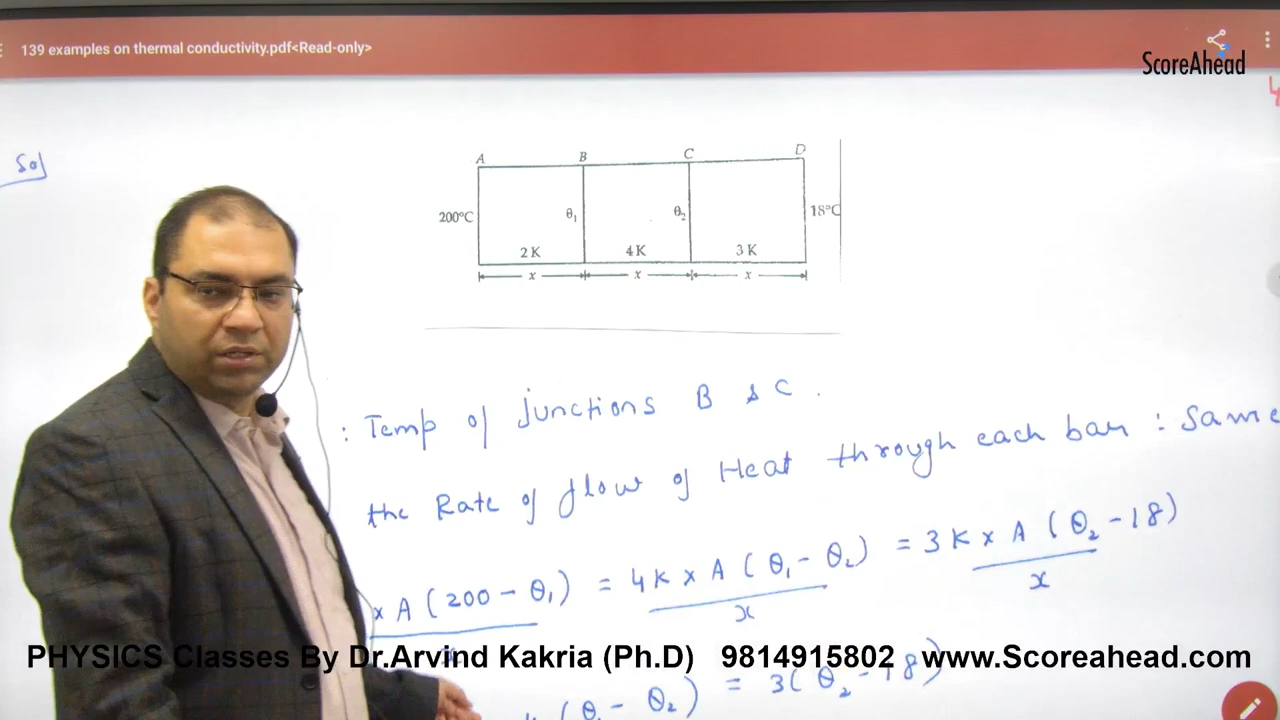 139 examples on thermal conductivity.pdf<Read-only>
ScoreAhead
Sol
A B C D
200°C θ₁ θ₂ 18°C
2 K 4 K 3 K
x x x
: Temp of junctions B & C .
the Rate of flow of Heat through each bar : Same
x A (200 - θ₁) = 4K x A (θ₁ - θ₂) = 3K x A (θ₂ - 18)
x x
PHYSICS Classes By Dr.Arvind Kakria (Ph.D) 9814915802 www.Scoreahead.com
4 (θ₁ - θ₂) = 3(θ₂ - 18)